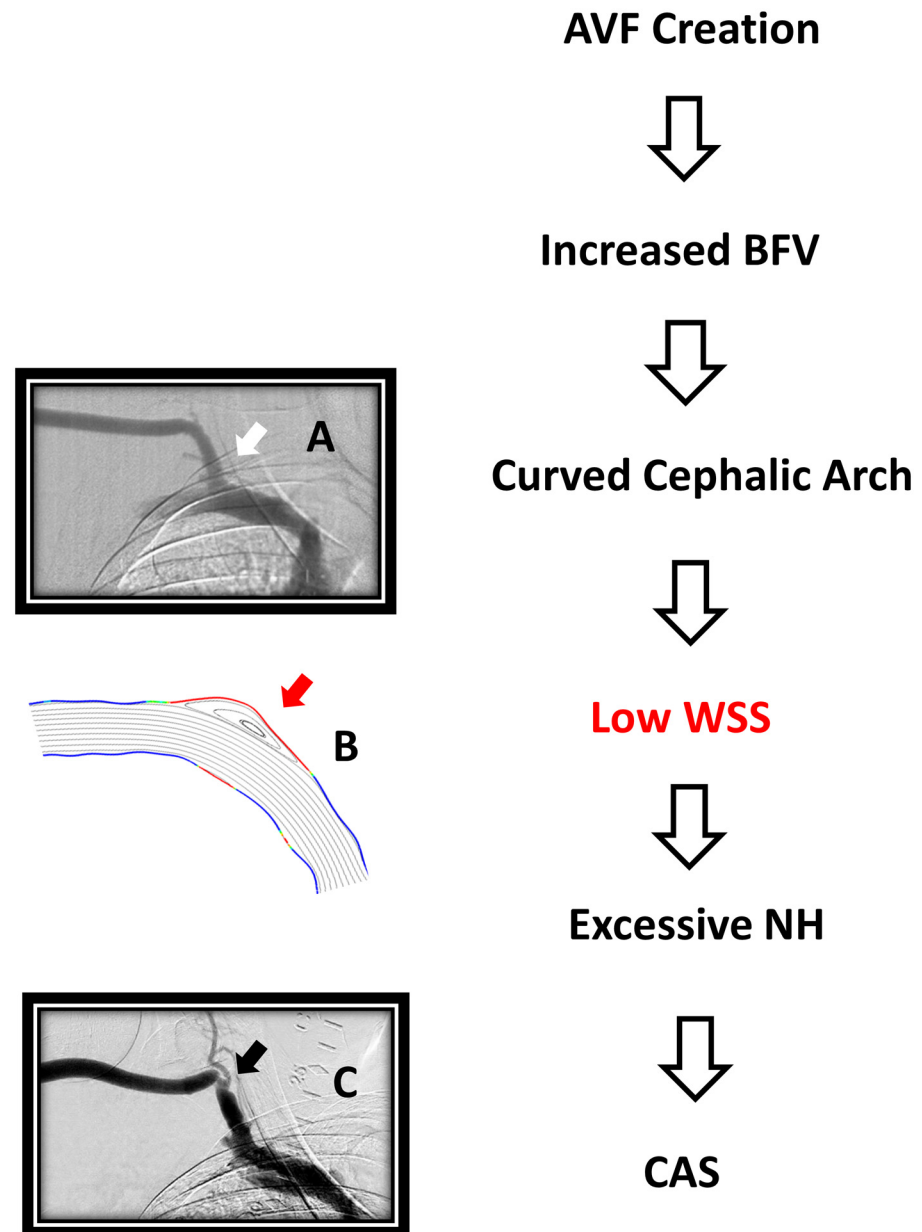 AVF Creation
Increased BFV
A
Curved Cephalic Arch
B
Low WSS
Excessive NH
C
CAS